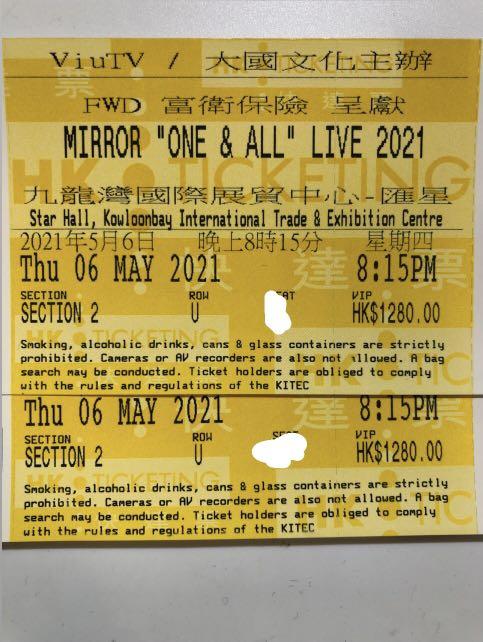 ViuTV / 大國文化主辦
FWD 富衛保險 呈獻
MIRROR "ONE & ALL" LIVE 2021
HK TICKETING
九龍灣國際展貿中心-匯星
Star Hall, Kowloonbay International Trade & Exhibition Centre
2021年5月6日 晚上8時15分 星期四
Thu 06 MAY 2021 8:15PM
SECTION ROW VIP
SECTION 2 U HK$1280.00
HK TICKETING
Smoking, alcoholic drinks, cans & glass containers are strictly
prohibited. Cameras or AV recorders are also not allowed. A bag
search may be conducted. Ticket holders are obliged to comply
with the rules and regulations of the KITEC
Thu 06 MAY 2021 8:15PM
SECTION ROW VIP
SECTION 2 U HK$1280.00
Smoking, alcoholic drinks, cans & glass containers are strictly
prohibited. Cameras or AV recorders are also not allowed. A bag
search may be conducted. Ticket holders are obliged to comply
with the rules and regulations of the KITEC